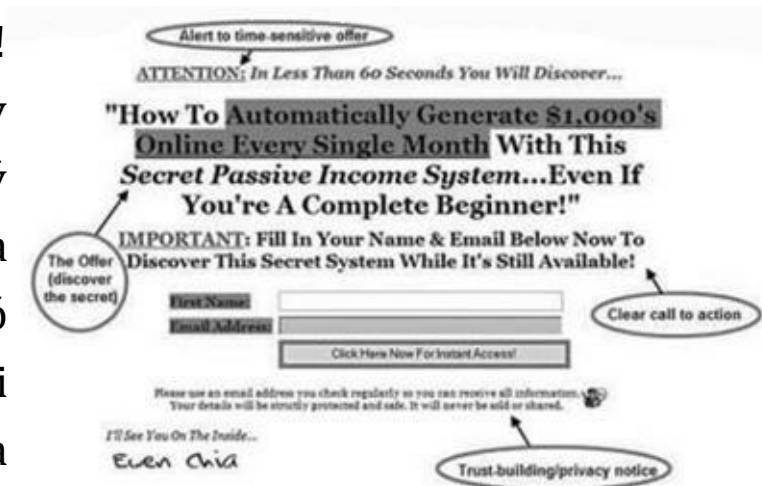 !
Alert to time-sensitive offer
ATTENTION: In Less Than 60 Seconds You Will Discover...
"How To Automatically Generate $1,000's
Online Every Single Month With This
Secret Passive Income System...Even If
You're A Complete Beginner!"
The Offer
(discover
the secret)
IMPORTANT: Fill In Your Name & Email Below Now To
Discover This Secret System While It's Still Available!
Clear call to action
First Name:
Email Address:
Click Here Now For Instant Access!
Please use an email address you check regularly so you can receive all information.
Your details will be strictly protected and safe. It will never be sold or shared.
I'll See You On The Inside...
Ewen Chia
Trust-building/privacy notice